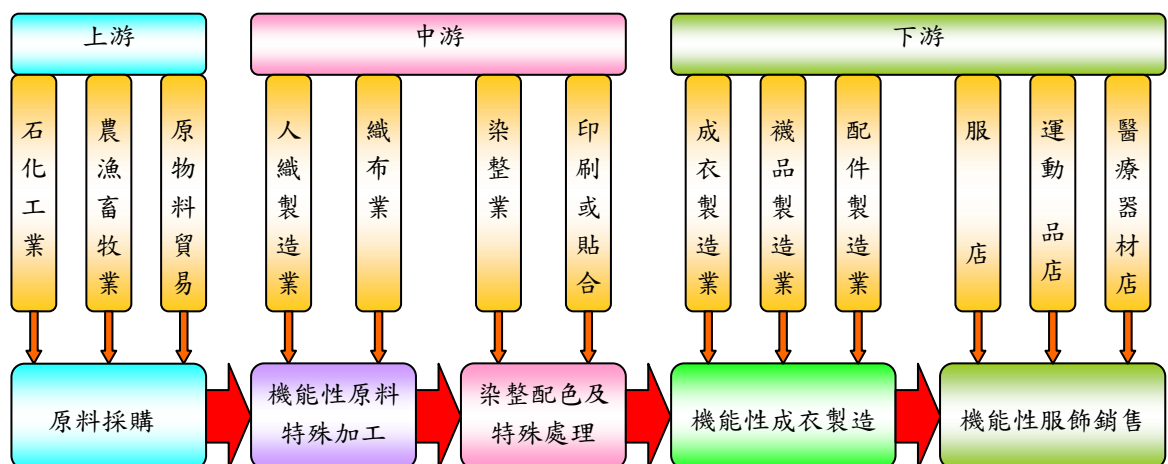 上游
中游
下游
石化工業
農漁畜牧業
原物料貿易
人織製造業
織布業
染整業
印刷或貼合
成衣製造業
襪品製造業
配件製造業
服店
運動品店
醫療器材店
原料採購
機能性原料
特殊加工
染整配色及
特殊處理
機能性成衣製造
機能性服飾銷售